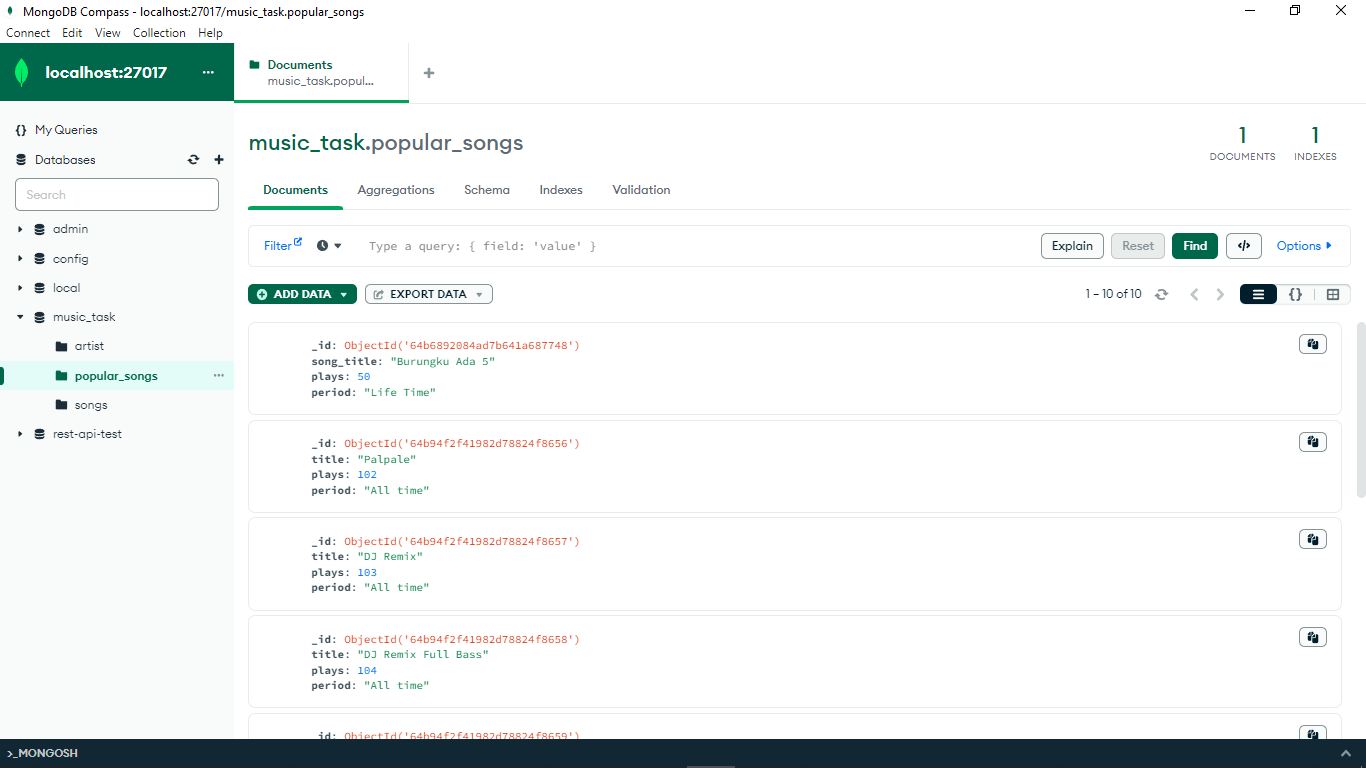 MongoDB Compass - localhost:27017/music_task.popular_songs
Connect Edit View Collection Help
localhost:27017 ...
Documents
music_task.popul...
My Queries
Databases
Search
admin
config
local
music_task
artist
popular_songs ...
songs
rest-api-test
music_task.popular_songs
1 DOCUMENTS
1 INDEXES
Documents Aggregations Schema Indexes Validation
Filter Type a query: { field: 'value' } Explain Reset Find </> Options
ADD DATA EXPORT DATA 1 – 10 of 10 {}
_id: ObjectId('64b6892084ad7b641a687748')
song_title: "Burungku Ada 5"
plays: 50
period: "Life Time"
_id: ObjectId('64b94f2f41982d78824f8656')
title: "Palpale"
plays: 102
period: "All time"
_id: ObjectId('64b94f2f41982d78824f8657')
title: "DJ Remix"
plays: 103
period: "All time"
_id: ObjectId('64b94f2f41982d78824f8658')
title: "DJ Remix Full Bass"
plays: 104
period: "All time"
_id: ObjectId('64b94f2f41982d78824f8659')
>_MONGOSH